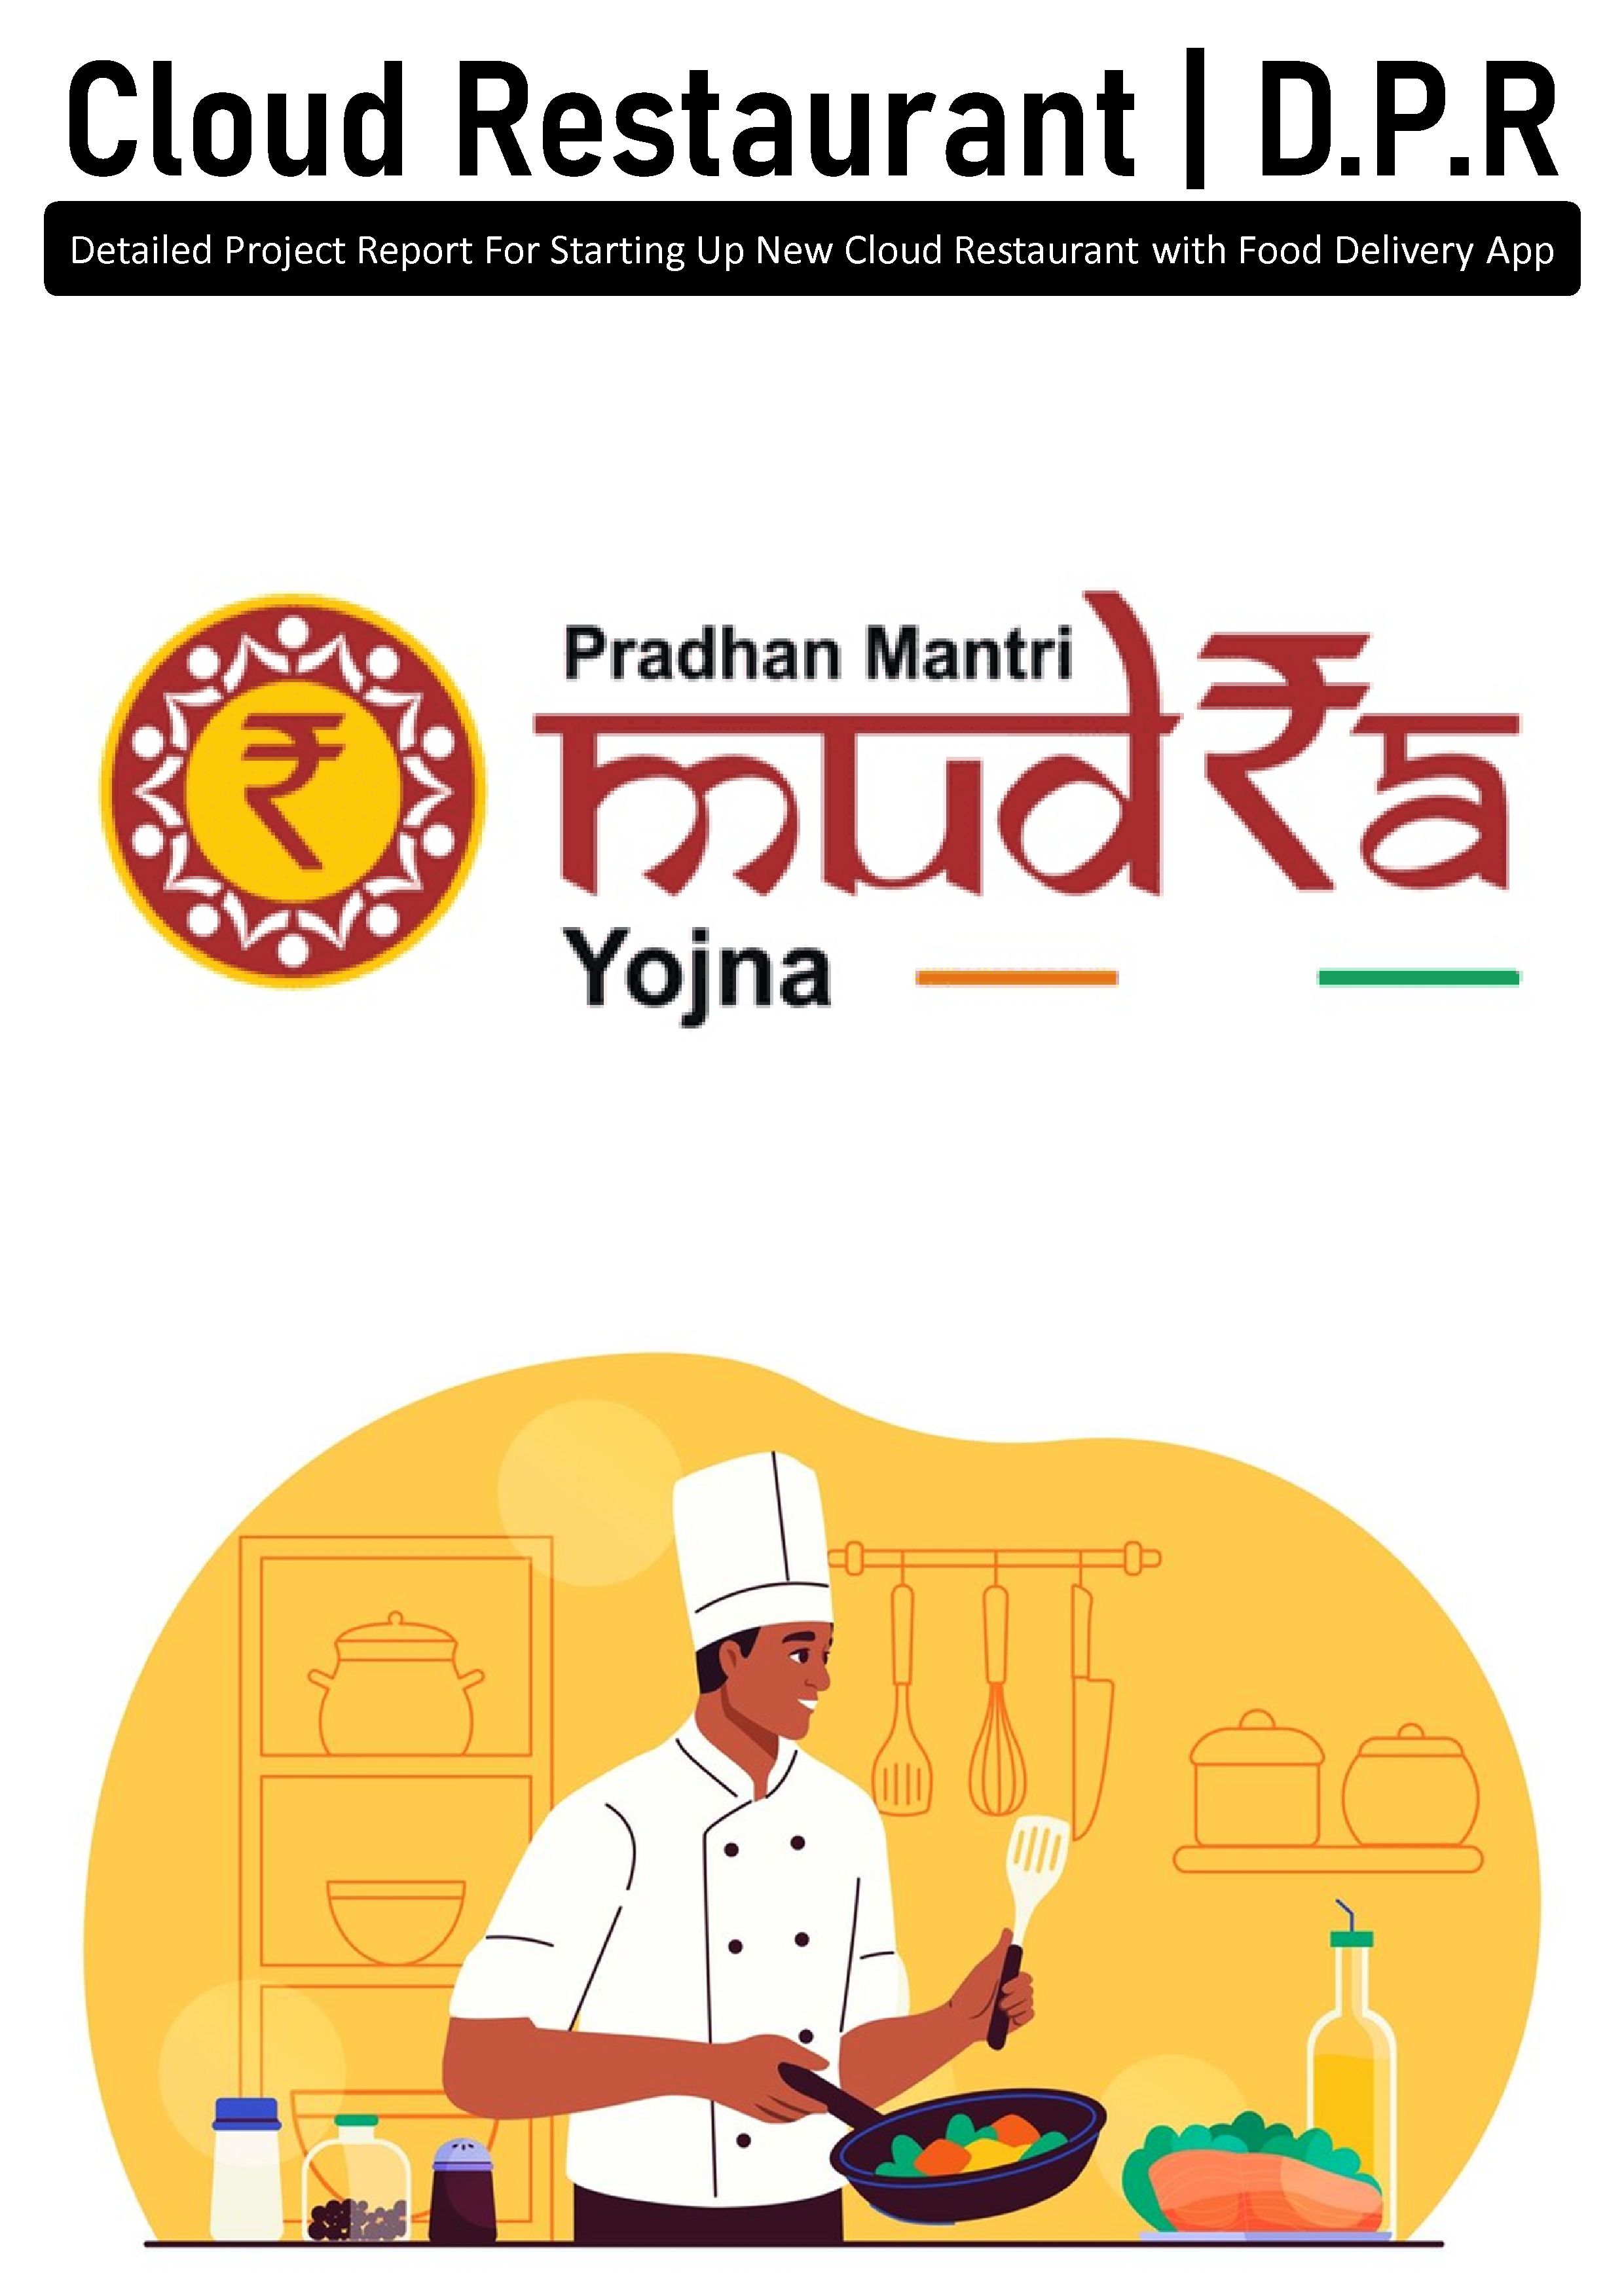 Cloud Restaurant | D.P.R
Detailed Project Report For Starting Up New Cloud Restaurant with Food Delivery App
₹
Pradhan Mantri
mud₹a
Yojna